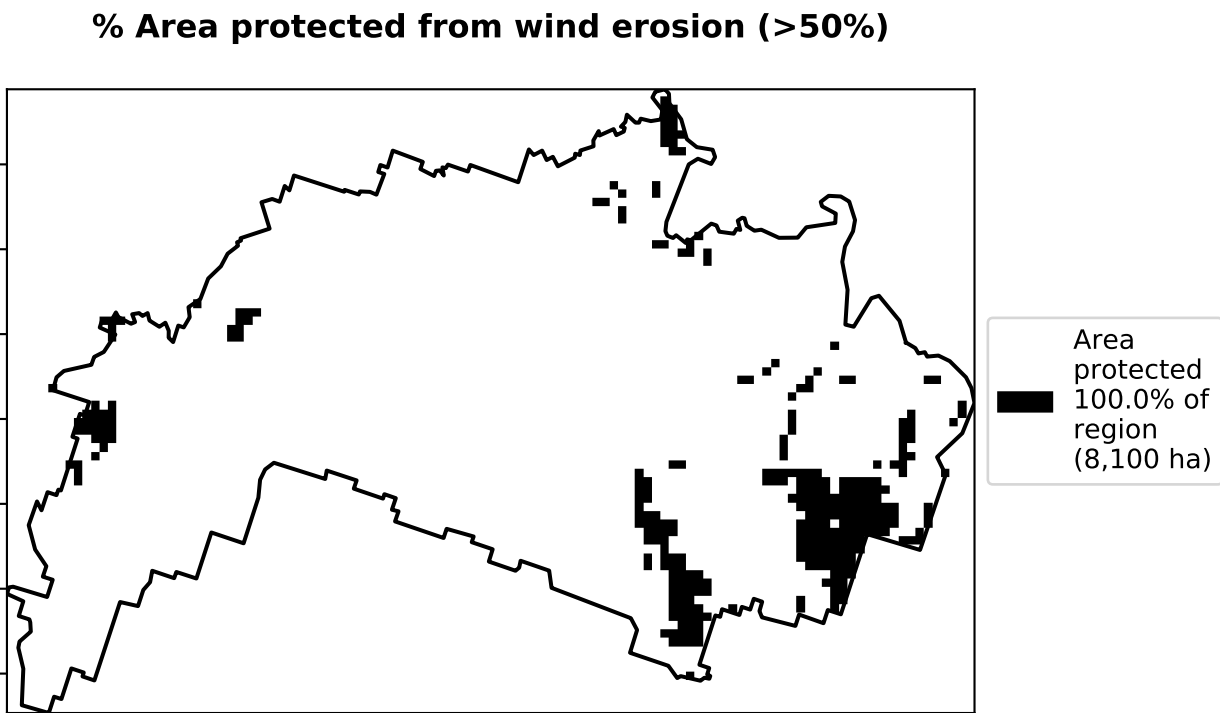 % Area protected from wind erosion (>50%)
Area
protected
100.0% of
region
(8,100 ha)